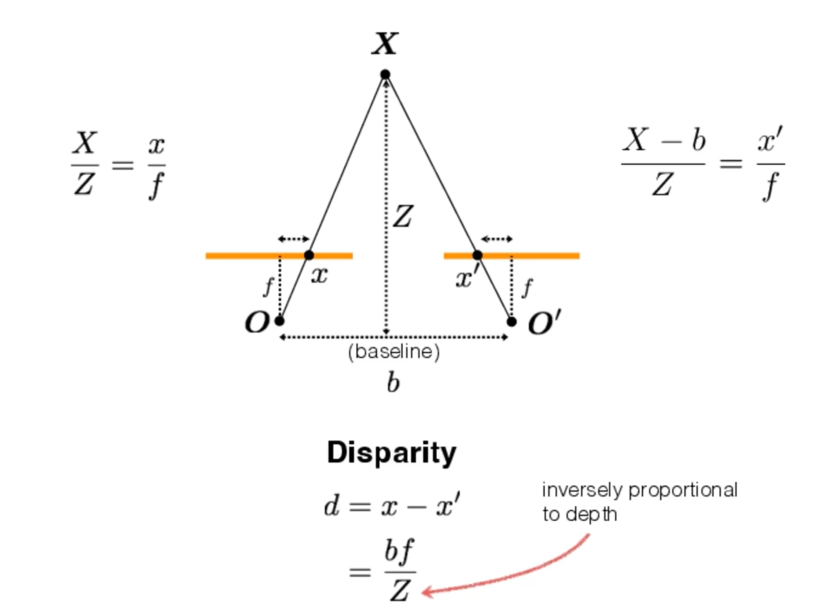 X
X/Z = x/f
X − b/Z = x′/f
Z
f x x′ f
O O′
(baseline)
b
Disparity
d = x − x′
= bf/Z
inversely proportional
to depth